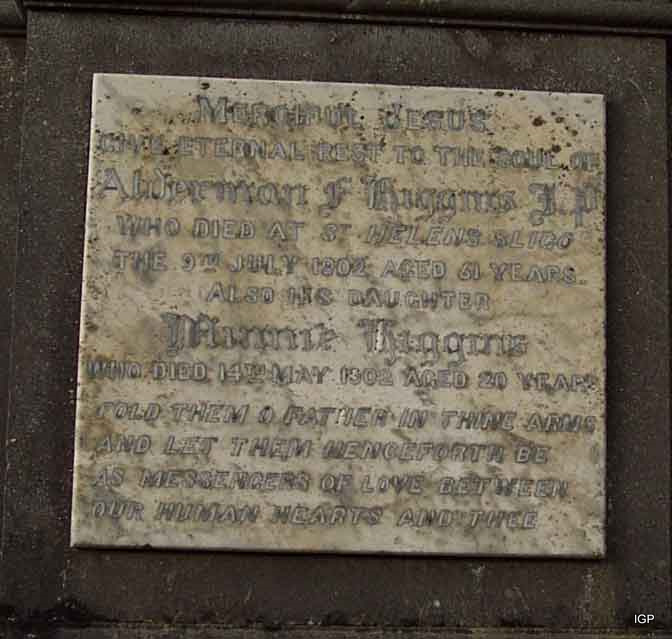 MERCIFUL JESUS
GIVE ETERNAL REST TO THE SOUL OF
Alderman F Higgins J.P
WHO DIED AT ST HELENS SLIGO
THE 9TH JULY 1902 AGED 61 YEARS
ALSO HIS DAUGHTER
Minnie Higgins
WHO DIED 14TH MAY 1902 AGED 20 YEARS
FOLD THEM O FATHER IN THINE ARMS
AND LET THEM HENCEFORTH BE
AS MESSENGERS OF LOVE BETWEEN
OUR HUMAN HEARTS AND THEE
IGP